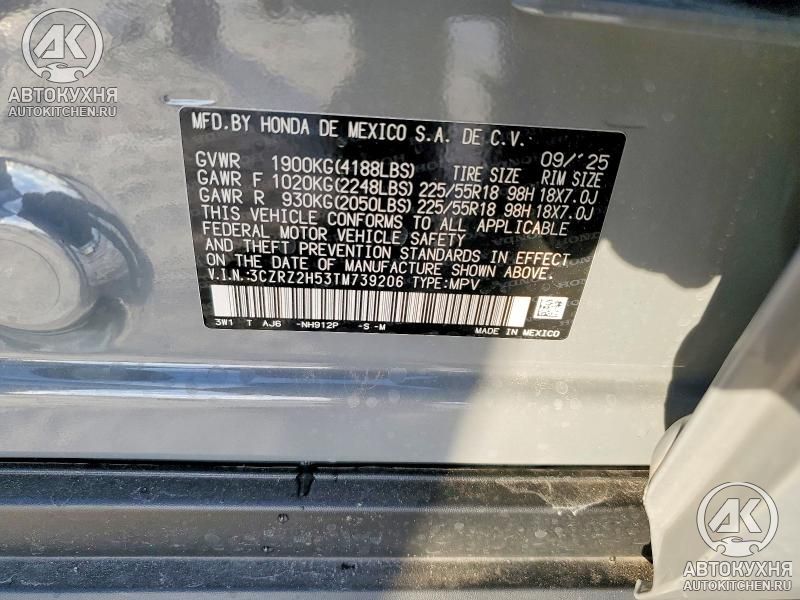 AK
АВТОКУХНЯ
AUTOKITCHEN.RU
MFD.BY HONDA DE MEXICO S.A. DE C.V.
09/'25
GVWR 1900KG(4188LBS) TIRE SIZE RIM SIZE
GAWR F 1020KG(2248LBS) 225/55R18 98H 18X7.0J
GAWR R 930KG(2050LBS) 225/55R18 98H 18X7.0J
THIS VEHICLE CONFORMS TO ALL APPLICABLE
FEDERAL MOTOR VEHICLE SAFETY
AND THEFT PREVENTION STANDARDS IN EFFECT
ON THE DATE OF MANUFACTURE SHOWN ABOVE.
V.I.N.:3CZRZ2H53TM739206 TYPE:MPV
3W1 T AJ6 -NH912P -S -M MADE IN MEXICO
AK
АВТОКУХНЯ
AUTOKITCHEN.RU